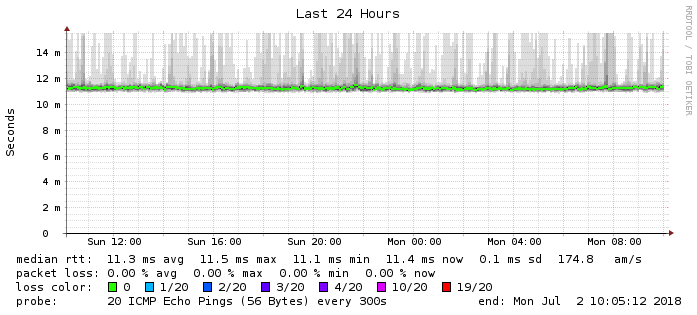 Last 24 Hours
RRDTOOL / TOBI OETIKER
Seconds
14 m
12 m
10 m
8 m
6 m
4 m
2 m
0
Sun 12:00 Sun 16:00 Sun 20:00 Mon 00:00 Mon 04:00 Mon 08:00
median rtt: 11.3 ms avg 11.5 ms max 11.1 ms min 11.4 ms now 0.1 ms sd 174.8 am/s
packet loss: 0.00 % avg 0.00 % max 0.00 % min 0.00 % now
loss color: 0 1/20 2/20 3/20 4/20 10/20 19/20
probe: 20 ICMP Echo Pings (56 Bytes) every 300s end: Mon Jul 2 10:05:12 2018